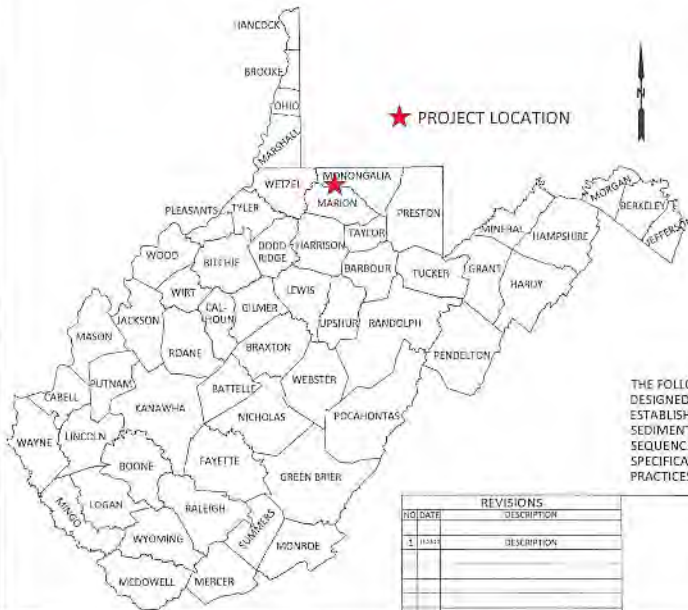 HANCOCK
BROOKE
OHIO
MARSHALL
★ PROJECT LOCATION
N
WETZEL
MONONGALIA
MARION
PRESTON
PLEASANTS
TYLER
TAYLOR
MINERAL
HAMPSHIRE
MORGAN
BERKELEY
JEFFERSON
WOOD
RITCHIE
DODD
RIDGE
HARRISON
BARBOUR
TUCKER
GRANT
HARDY
WIRT
CAL-
HOUN
GILMER
LEWIS
UPSHUR
RANDOLPH
MASON
JACKSON
ROANE
BRAXTON
PENDELTON
CABELL
PUTNAM
KANAWHA
BATTELLE
WEBSTER
NICHOLAS
POCAHONTAS
WAYNE
LINCOLN
BOONE
FAYETTE
GREEN BRIER
MINGO
LOGAN
RALEIGH
SUMMERS
MONROE
WYOMING
MCDOWELL
MERCER
THE FOLLO
DESIGNED
ESTABLISH
SEDIMENT
SEQUENC
SPECIFICA
PRACTICES
REVISIONS
NO DATE DESCRIPTION
1 DESCRIPTION